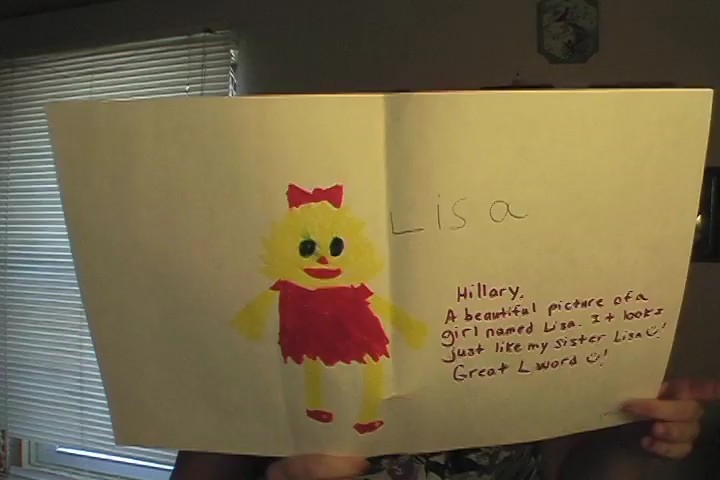 Lisa
Hillary,
A beautiful picture of a
girl named Lisa. It looks
just like my sister Lisa☺!
Great L word ☺!